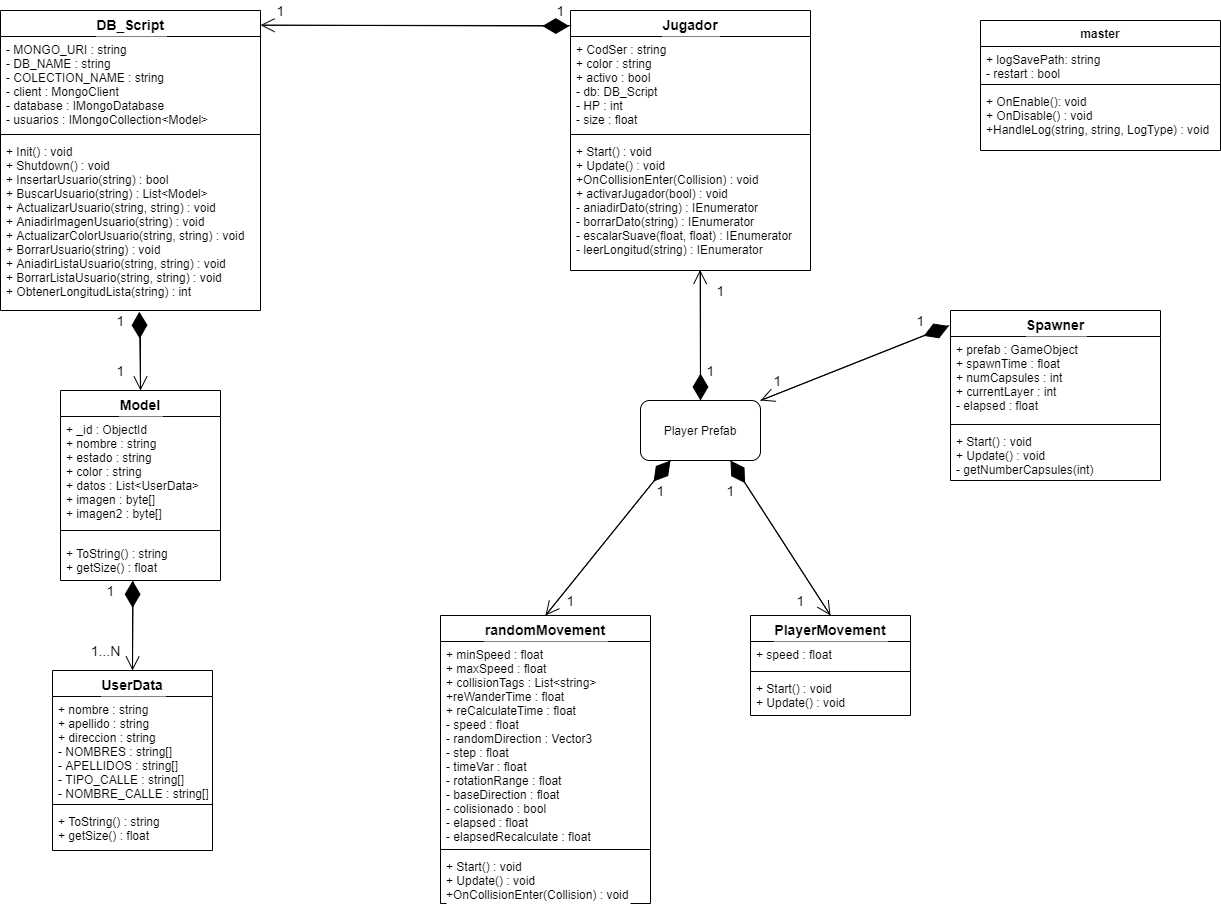 DB_Script
- MONGO_URI : string
- DB_NAME : string
- COLECTION_NAME : string
- client : MongoClient
- database : IMongoDatabase
- usuarios : IMongoCollection<Model>
+ Init() : void
+ Shutdown() : void
+ InsertarUsuario(string) : bool
+ BuscarUsuario(string) : List<Model>
+ ActualizarUsuario(string, string) : void
+ AniadirImagenUsuario(string) : void
+ ActualizarColorUsuario(string, string) : void
+ BorrarUsuario(string) : void
+ AniadirListaUsuario(string, string) : void
+ BorrarListaUsuario(string, string) : void
+ ObtenerLongitudLista(string) : int
1
1
Jugador
+ CodSer : string
+ color : string
+ activo : bool
- db: DB_Script
- HP : int
- size : float
+ Start() : void
+ Update() : void
+OnCollisionEnter(Collision) : void
+ activarJugador(bool) : void
- aniadirDato(string) : IEnumerator
- borrarDato(string) : IEnumerator
- escalarSuave(float, float) : IEnumerator
- leerLongitud(string) : IEnumerator
master
+ logSavePath: string
- restart : bool
+ OnEnable(): void
+ OnDisable() : void
+HandleLog(string, string, LogType) : void
1
1
Model
+ _id : ObjectId
+ nombre : string
+ estado : string
+ color : string
+ datos : List<UserData>
+ imagen : byte[]
+ imagen2 : byte[]
+ ToString() : string
+ getSize() : float
1
1...N
UserData
+ nombre : string
+ apellido : string
+ direccion : string
- NOMBRES : string[]
- APELLIDOS : string[]
- TIPO_CALLE : string[]
- NOMBRE_CALLE : string[]
+ ToString() : string
+ getSize() : float
1
1
Player Prefab
1
1
Spawner
+ prefab : GameObject
+ spawnTime : float
+ numCapsules : int
+ currentLayer : int
- elapsed : float
+ Start() : void
+ Update() : void
- getNumberCapsules(int)
1
1
1
1
randomMovement
+ minSpeed : float
+ maxSpeed : float
+ collisionTags : List<string>
+reWanderTime : float
+ reCalculateTime : float
- speed : float
- randomDirection : Vector3
- step : float
- timeVar : float
- rotationRange : float
- baseDirection : float
- colisionado : bool
- elapsed : float
- elapsedRecalculate : float
+ Start() : void
+ Update() : void
+OnCollisionEnter(Collision) : void
PlayerMovement
+ speed : float
+ Start() : void
+ Update() : void